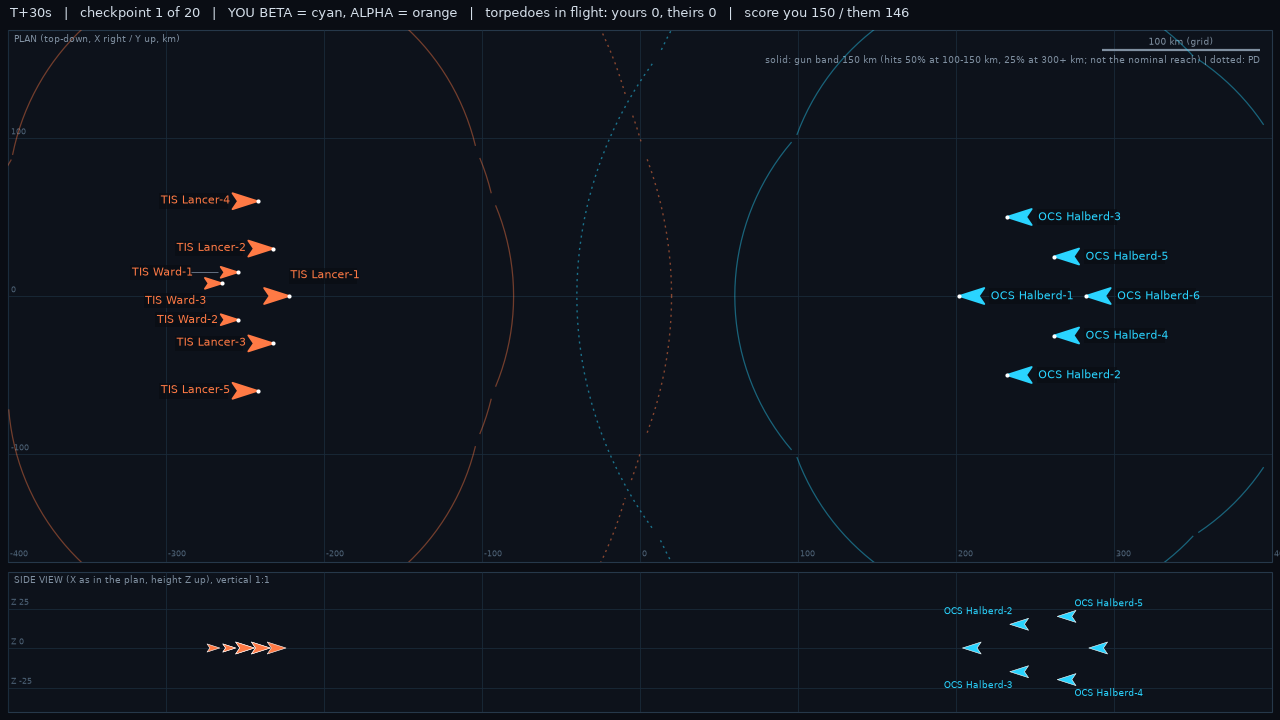 T+30s | checkpoint 1 of 20 | YOU BETA = cyan, ALPHA = orange | torpedoes in flight: yours 0, theirs 0 | score you 150 / them 146
PLAN (top-down, X right / Y up, km)
100 km (grid)
solid: gun band 150 km (hits 50% at 100-150 km, 25% at 300+ km; not the nominal reach) | dotted: PD
100
TIS Lancer-4
OCS Halberd-3
TIS Lancer-2
OCS Halberd-5
TIS Ward-1
TIS Lancer-1
0
OCS Halberd-1
OCS Halberd-6
TIS Ward-3
TIS Ward-2
OCS Halberd-4
TIS Lancer-3
OCS Halberd-2
TIS Lancer-5
-100
-400
-300
-200
-100
0
100
200
300
SIDE VIEW (X as in the plan, height Z up), vertical 1:1
Z 25
OCS Halberd-2
OCS Halberd-5
Z 0
Z -25
OCS Halberd-3
OCS Halberd-4